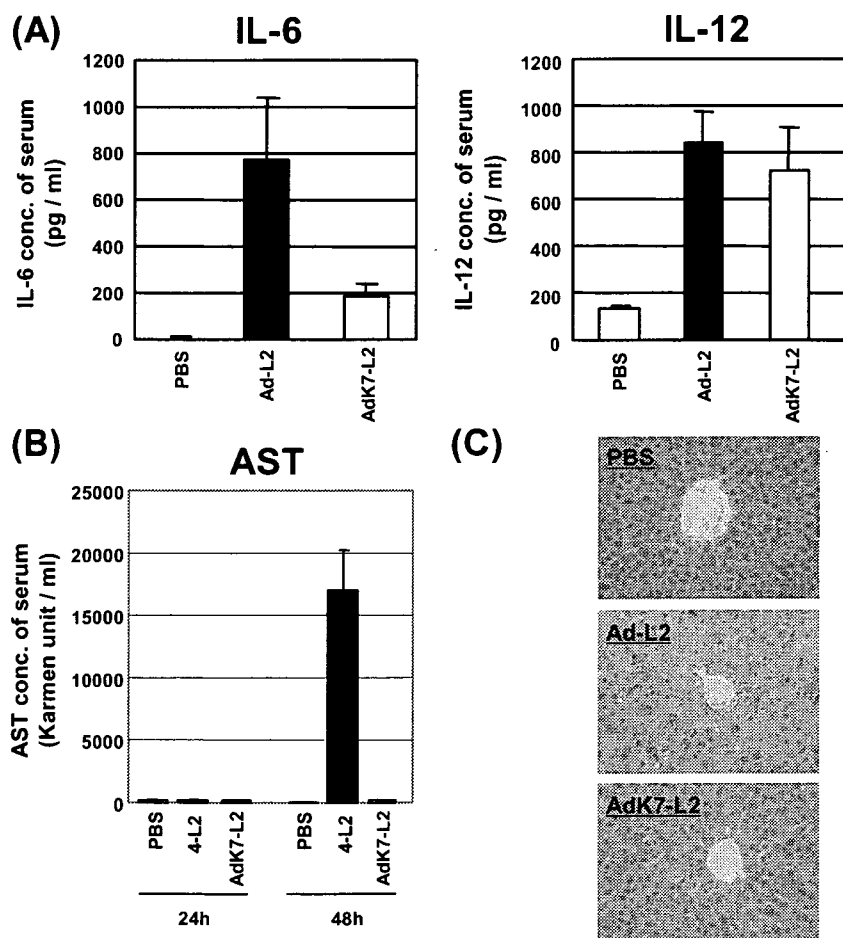 (A)
IL-6
IL-6 conc. of serum
(pg / ml)
1200
1000
800
600
400
200
0
PBS
Ad-L2
AdK7-L2
IL-12
IL-12 conc. of serum
(pg / ml)
1200
1000
800
600
400
200
0
PBS
Ad-L2
AdK7-L2
(B)
AST
AST conc. of serum
(Karmen unit / ml)
25000
20000
15000
10000
5000
0
PBS
4-L2
AdK7-L2
PBS
4-L2
AdK7-L2
24h
48h
(C)
PBS
Ad-L2
AdK7-L2